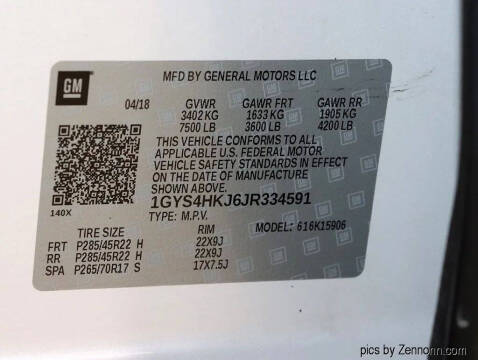 GM
MFD BY GENERAL MOTORS LLC
04/18 GVWR GAWR FRT GAWR RR
3402 KG 1633 KG 1905 KG
7500 LB 3600 LB 4200 LB
THIS VEHICLE CONFORMS TO ALL
APPLICABLE U.S. FEDERAL MOTOR
VEHICLE SAFETY STANDARDS IN EFFECT
ON THE DATE OF MANUFACTURE
SHOWN ABOVE.
140X
1GYS4HKJ6JR334591
TYPE: M.P.V. MODEL: 616K15906
TIRE SIZE RIM
FRT P285/45R22 H 22X9J
RR P285/45R22 H 22X9J
SPA P265/70R17 S 17X7.5J
pics by Zennorin.com